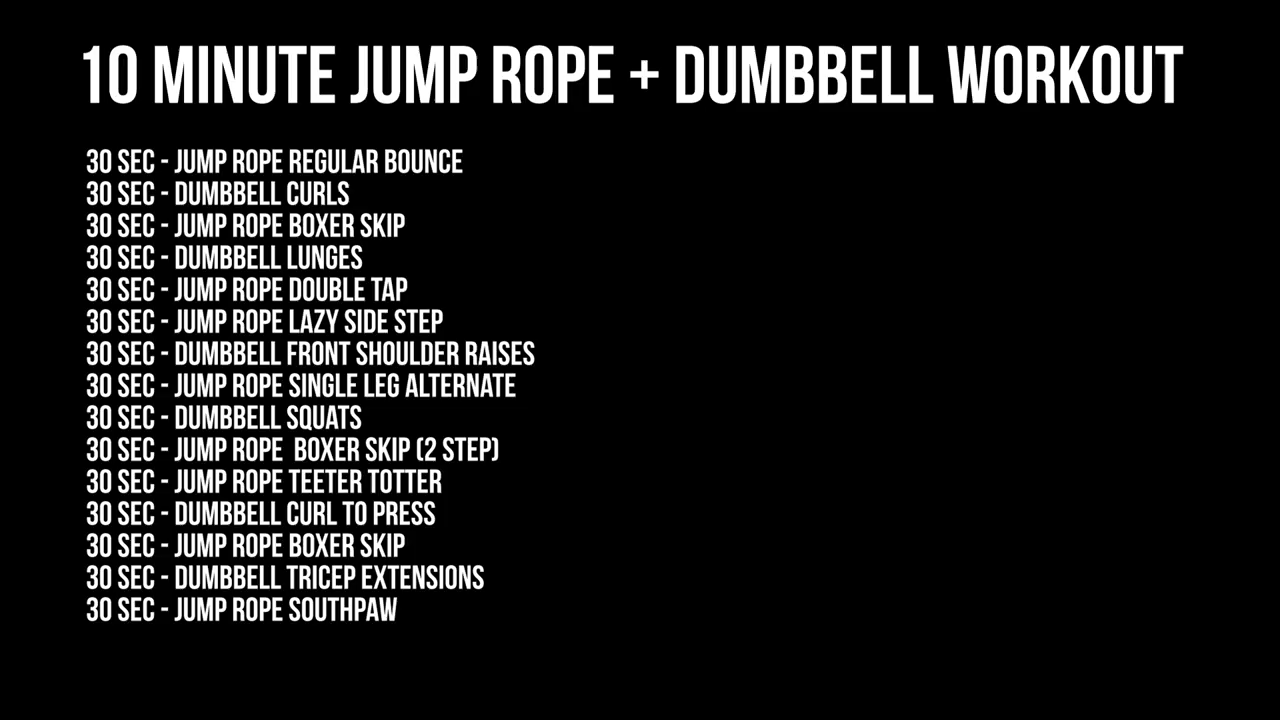 10 MINUTE JUMP ROPE + DUMBBELL WORKOUT
30 SEC - JUMP ROPE REGULAR BOUNCE
30 SEC - DUMBBELL CURLS
30 SEC - JUMP ROPE BOXER SKIP
30 SEC - DUMBBELL LUNGES
30 SEC - JUMP ROPE DOUBLE TAP
30 SEC - JUMP ROPE LAZY SIDE STEP
30 SEC - DUMBBELL FRONT SHOULDER RAISES
30 SEC - JUMP ROPE SINGLE LEG ALTERNATE
30 SEC - DUMBBELL SQUATS
30 SEC - JUMP ROPE  BOXER SKIP (2 STEP)
30 SEC - JUMP ROPE TEETER TOTTER
30 SEC - DUMBBELL CURL TO PRESS
30 SEC - JUMP ROPE BOXER SKIP
30 SEC - DUMBBELL TRICEP EXTENSIONS
30 SEC - JUMP ROPE SOUTHPAW